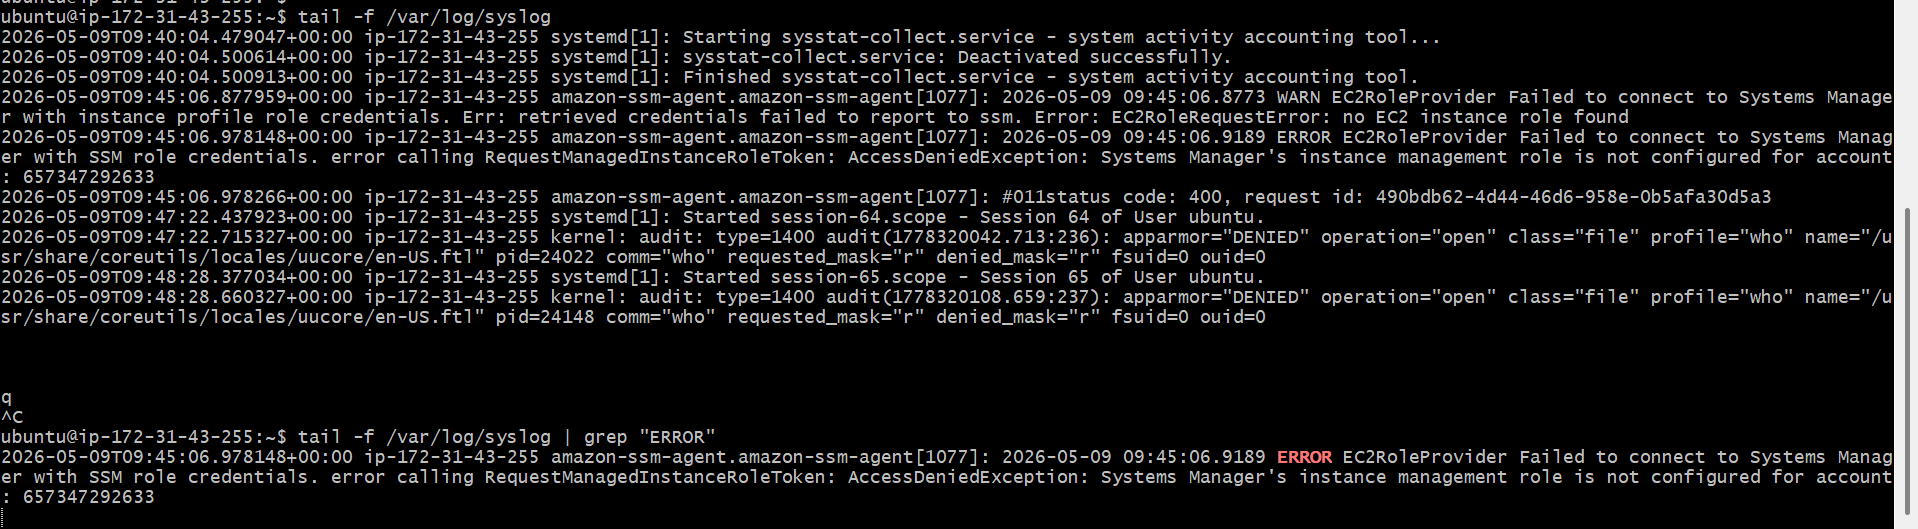 ubuntu@ip-172-31-43-255:~$ tail -f /var/log/syslog
2026-05-09T09:40:04.479047+00:00 ip-172-31-43-255 systemd[1]: Starting sysstat-collect.service - system activity accounting tool...
2026-05-09T09:40:04.500614+00:00 ip-172-31-43-255 systemd[1]: sysstat-collect.service: Deactivated successfully.
2026-05-09T09:40:04.500913+00:00 ip-172-31-43-255 systemd[1]: Finished sysstat-collect.service - system activity accounting tool.
2026-05-09T09:45:06.877959+00:00 ip-172-31-43-255 amazon-ssm-agent.amazon-ssm-agent[1077]: 2026-05-09 09:45:06.8773 WARN EC2RoleProvider Failed to connect to Systems Manage
r with instance profile role credentials. Err: retrieved credentials failed to report to ssm. Error: EC2RoleRequestError: no EC2 instance role found
2026-05-09T09:45:06.978148+00:00 ip-172-31-43-255 amazon-ssm-agent.amazon-ssm-agent[1077]: 2026-05-09 09:45:06.9189 ERROR EC2RoleProvider Failed to connect to Systems Manag
er with SSM role credentials. error calling RequestManagedInstanceRoleToken: AccessDeniedException: Systems Manager's instance management role is not configured for account
: 657347292633
2026-05-09T09:45:06.978266+00:00 ip-172-31-43-255 amazon-ssm-agent.amazon-ssm-agent[1077]: #011status code: 400, request id: 490bdb62-4d44-46d6-958e-0b5afa30d5a3
2026-05-09T09:47:22.437923+00:00 ip-172-31-43-255 systemd[1]: Started session-64.scope - Session 64 of User ubuntu.
2026-05-09T09:47:22.715327+00:00 ip-172-31-43-255 kernel: audit: type=1400 audit(1778320042.713:236): apparmor="DENIED" operation="open" class="file" profile="who" name="/u
sr/share/coreutils/locales/uucore/en-US.ftl" pid=24022 comm="who" requested_mask="r" denied_mask="r" fsuid=0 ouid=0
2026-05-09T09:48:28.377034+00:00 ip-172-31-43-255 systemd[1]: Started session-65.scope - Session 65 of User ubuntu.
2026-05-09T09:48:28.660327+00:00 ip-172-31-43-255 kernel: audit: type=1400 audit(1778320108.659:237): apparmor="DENIED" operation="open" class="file" profile="who" name="/u
sr/share/coreutils/locales/uucore/en-US.ftl" pid=24148 comm="who" requested_mask="r" denied_mask="r" fsuid=0 ouid=0
q
^C
ubuntu@ip-172-31-43-255:~$ tail -f /var/log/syslog | grep "ERROR"
2026-05-09T09:45:06.978148+00:00 ip-172-31-43-255 amazon-ssm-agent.amazon-ssm-agent[1077]: 2026-05-09 09:45:06.9189 ERROR EC2RoleProvider Failed to connect to Systems Manag
er with SSM role credentials. error calling RequestManagedInstanceRoleToken: AccessDeniedException: Systems Manager's instance management role is not configured for account
: 657347292633